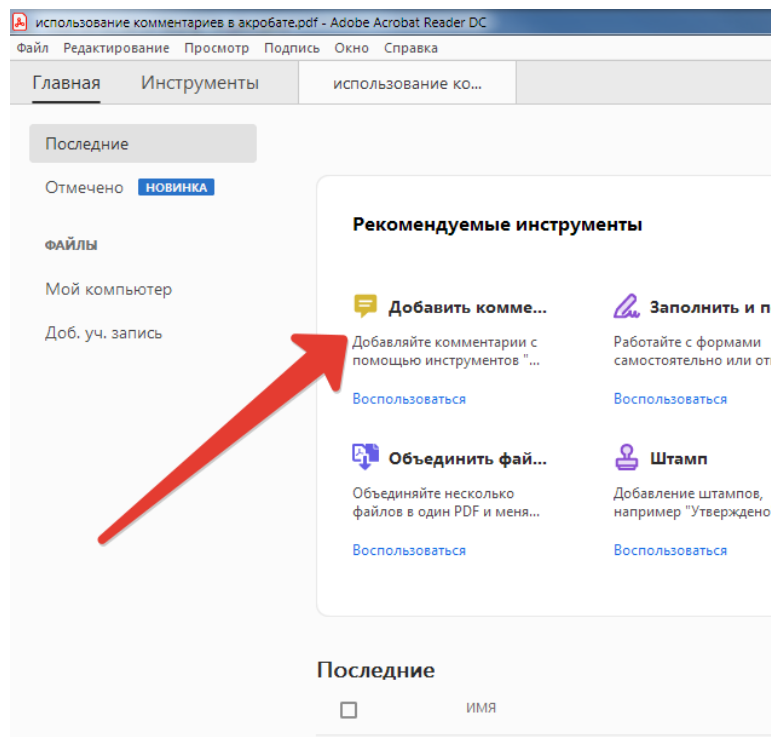 использование комментариев в акробате.pdf - Adobe Acrobat Reader DC
Файл Редактирование Просмотр Подпись Окно Справка
Главная Инструменты использование ко...
Последние
Отмечено НОВИНКА
ФАЙЛЫ
Мой компьютер
Доб. уч. запись
Рекомендуемые инструменты
Добавить комме...
Добавляйте комментарии с
помощью инструментов "...
Воспользоваться
Заполнить и п
Работайте с формами
самостоятельно или от
Воспользоваться
Объединить фай...
Объединяйте несколько
файлов в один PDF и меня...
Воспользоваться
Штамп
Добавление штампов,
например "Утверждено
Воспользоваться
Последние
ИМЯ